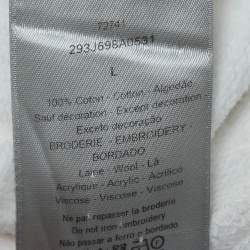 72741
293J698A0531
L
100% Coton - Cotton - Algodão
Sauf décoration - Except decoration -
Exceto decoração
BRODERIE - EMBROIDERY -
BORDADO
Laine - Wool - Lã
Acrylique - Acrylic - Acrílico
Viscose - Viscose - Viscose
Ne pas repasser la broderie
Do not iron embroidery
Não passar a ferro o bordado